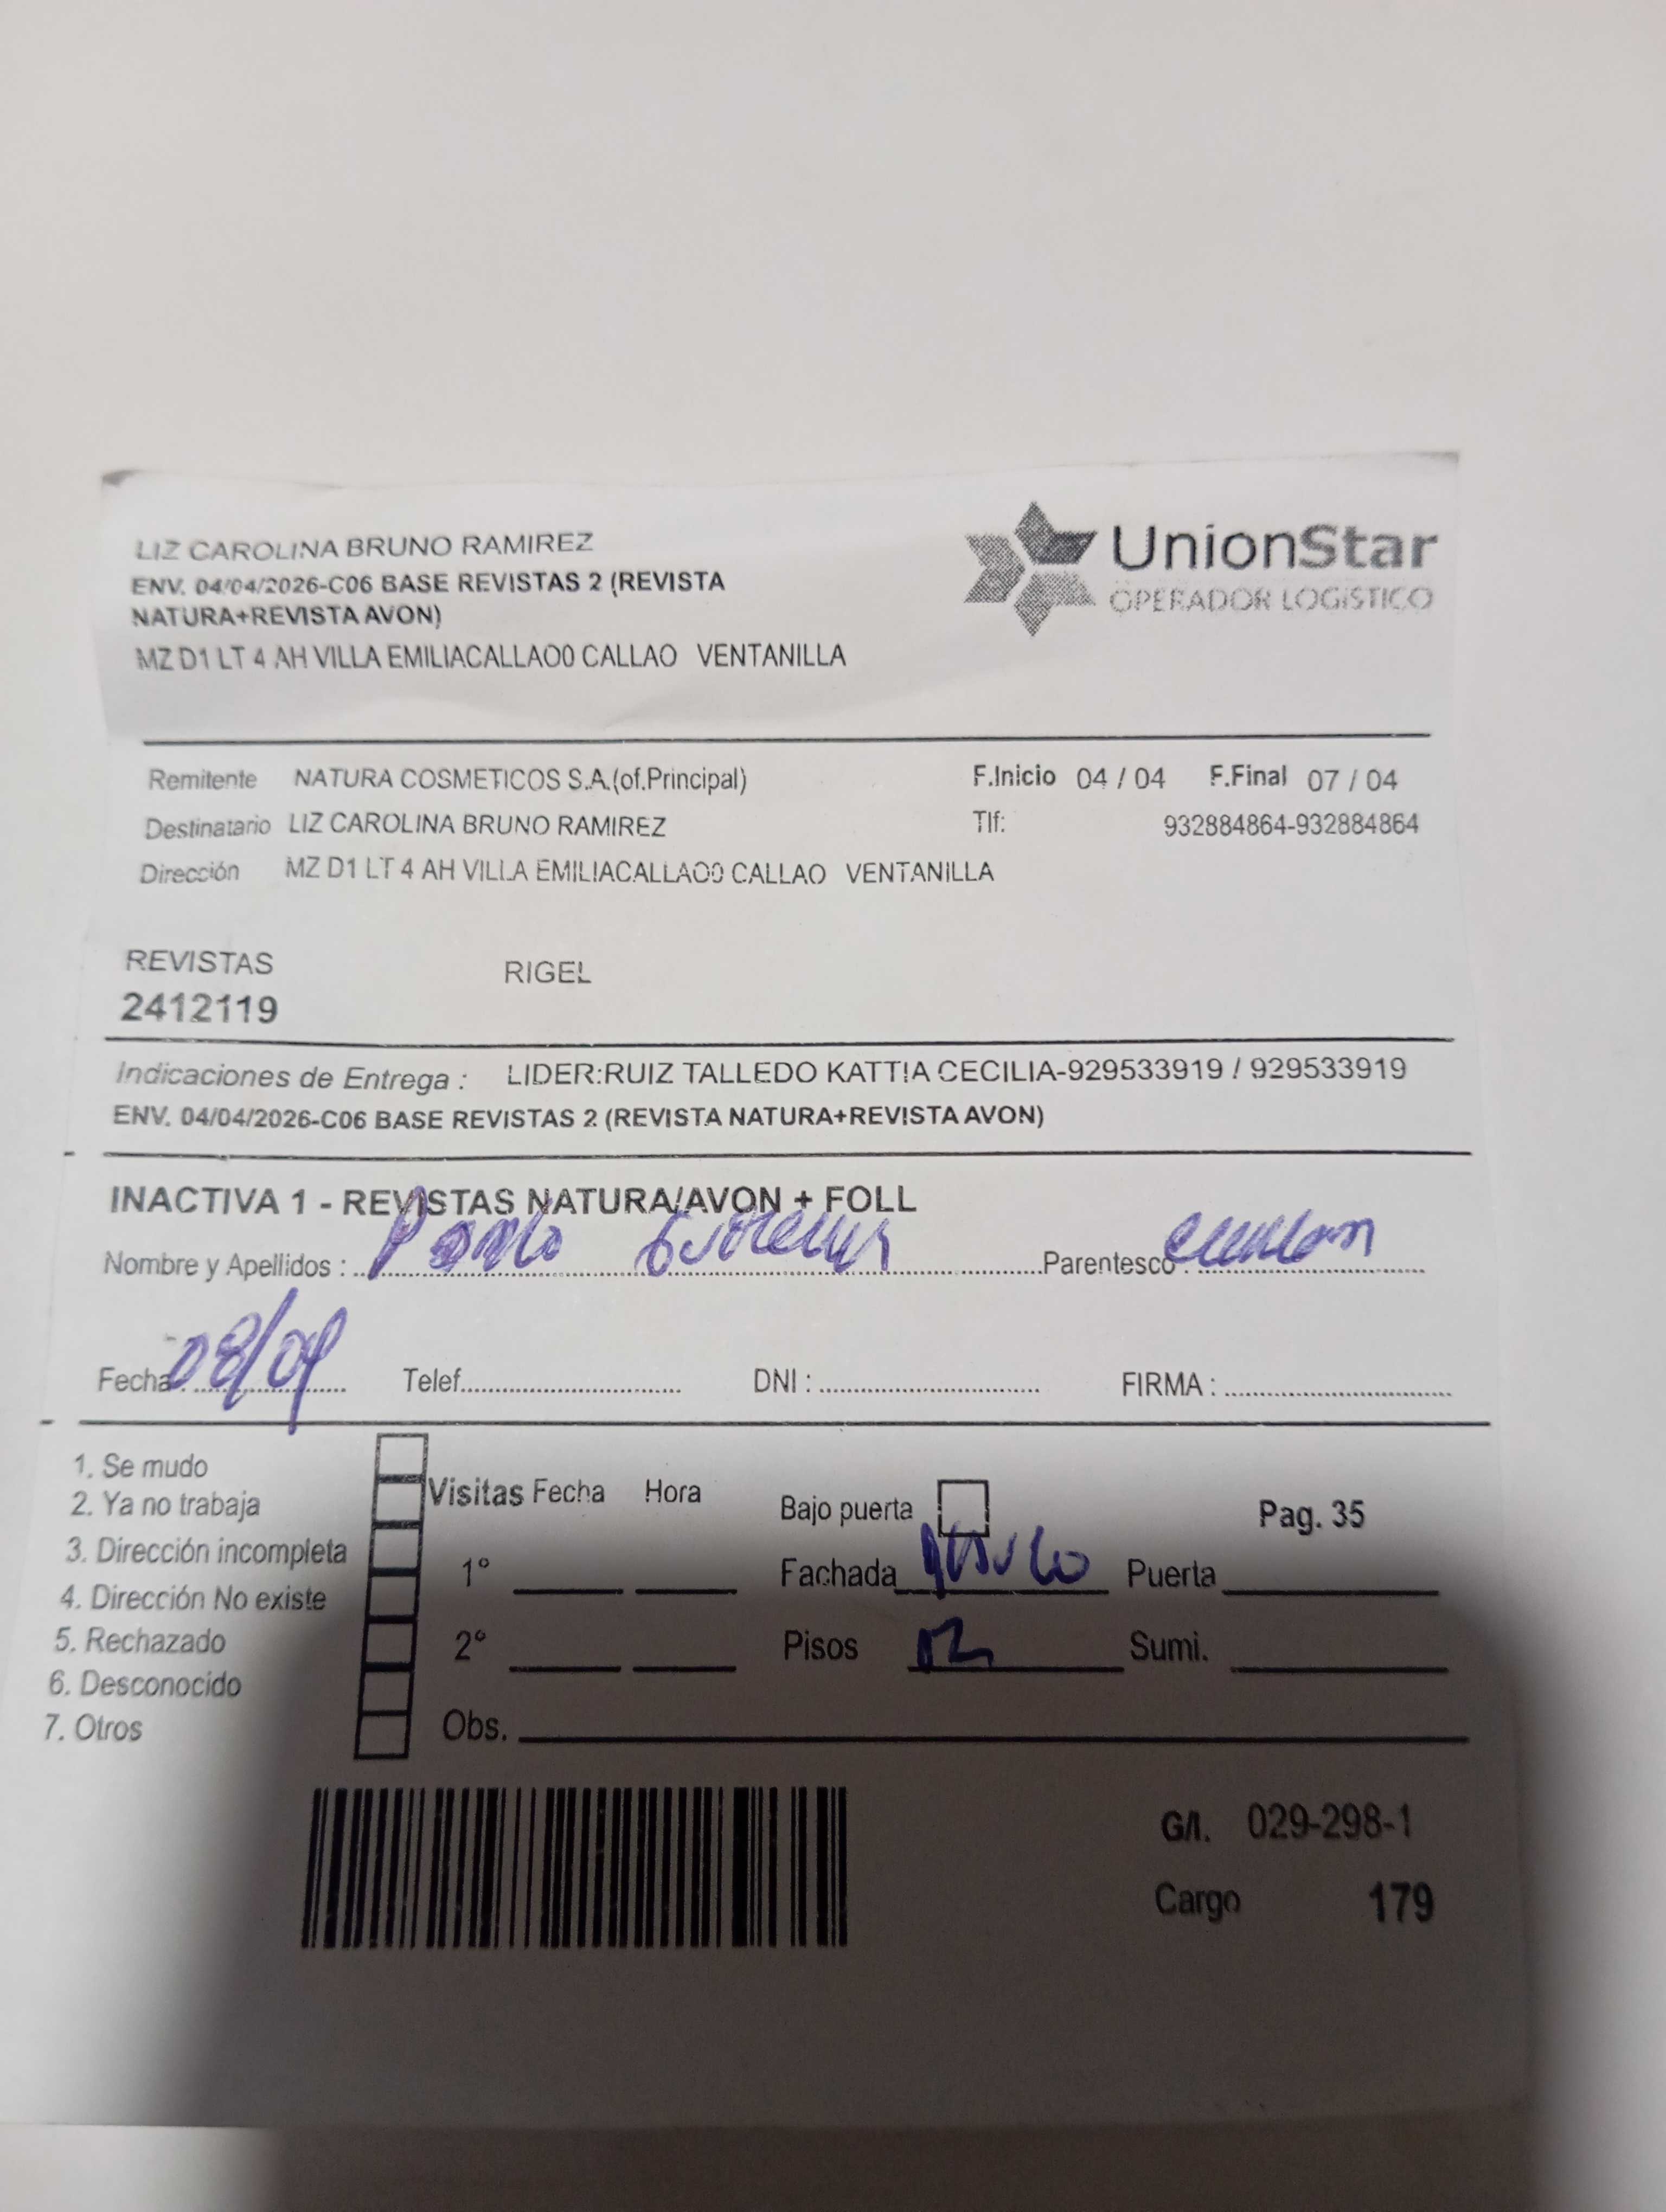 LIZ CAROLINA BRUNO RAMIREZ
ENV. 04/04/2026-C06 BASE REVISTAS 2 (REVISTA
NATURA+REVISTA AVON)
MZ D1 LT 4 AH VILLA EMILIACALLAO0 CALLAO VENTANILLA
UnionStar
OPERADOR LOGÍSTICO
Remitente NATURA COSMETICOS S.A.(of.Principal) F.Inicio 04 / 04 F.Final 07 / 04
Destinatario LIZ CAROLINA BRUNO RAMIREZ Tlf: 932884864-932884864
Dirección MZ D1 LT 4 AH VILLA EMILIACALLAO0 CALLAO VENTANILLA
REVISTAS RIGEL
2412119
Indicaciones de Entrega : LIDER:RUIZ TALLEDO KATTIA CECILIA-929533919 / 929533919
ENV. 04/04/2026-C06 BASE REVISTAS 2 (REVISTA NATURA+REVISTA AVON)
INACTIVA 1 - REVISTAS NATURA/AVON + FOLL
Nombre y Apellidos : Parentesco :
Fecha : 08/04 Telef. DNI : FIRMA :
1. Se mudo
2. Ya no trabaja
3. Dirección incompleta
4. Dirección No existe
5. Rechazado
6. Desconocido
7. Otros
Visitas Fecha Hora Bajo puerta Pag. 35
1° Fachada Puerta
2° Pisos Sumi.
Obs.
G/I. 029-298-1
Cargo 179